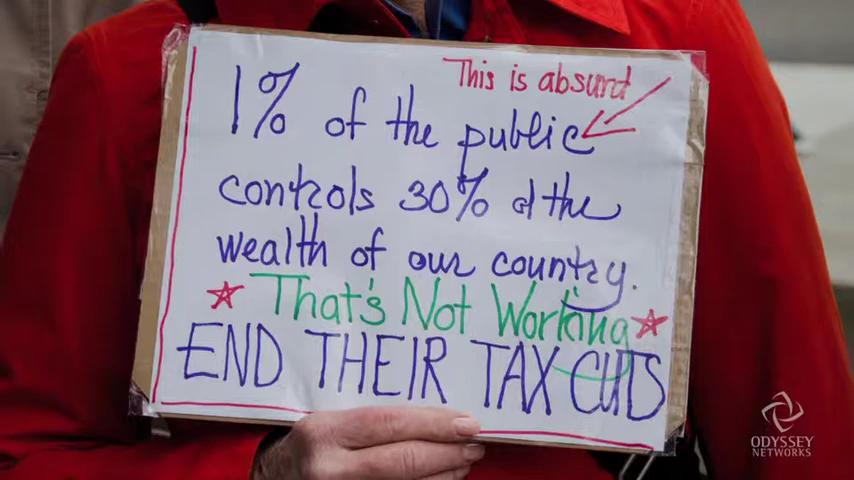 This is absurd
1% of the public
controls 30% of the
wealth of our country.
That's Not Working
END THEIR TAX CUTS
ODYSSEY
NETWORKS